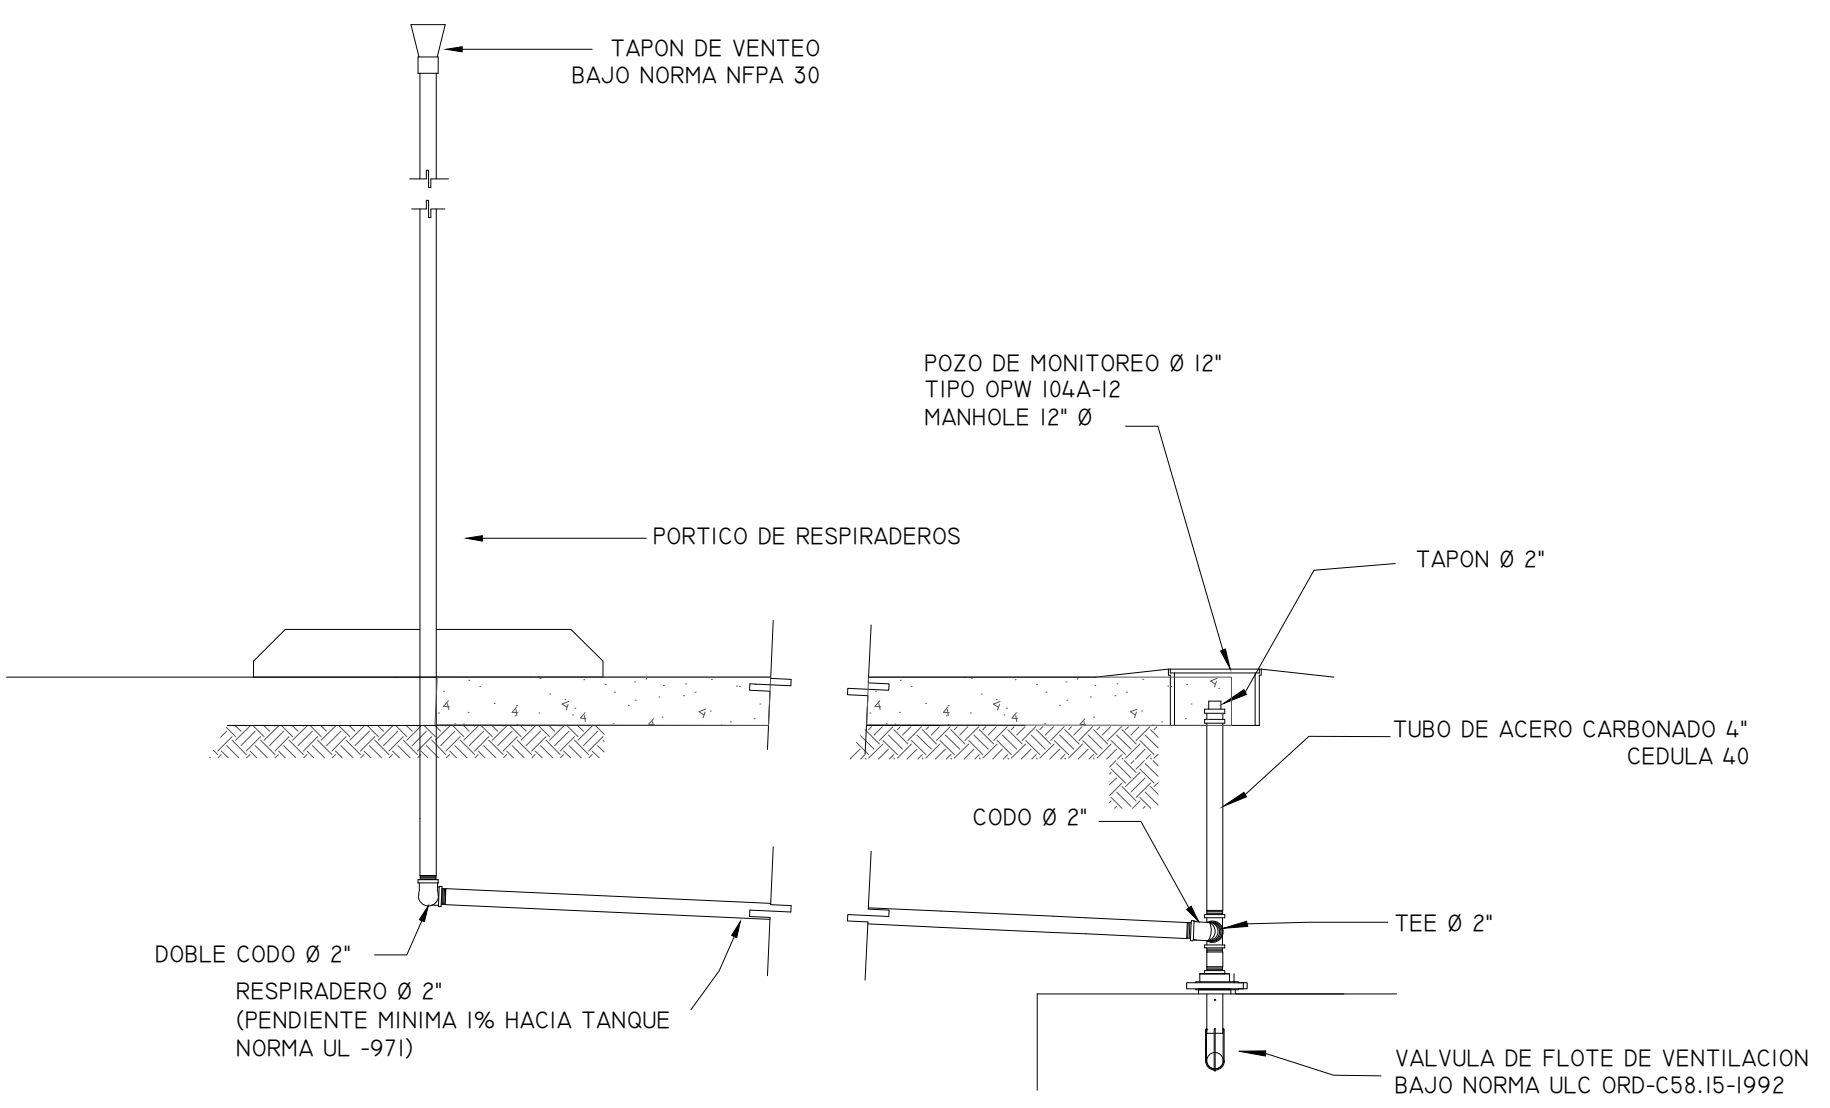 TAPON DE VENTEO
BAJO NORMA NFPA 30
POZO DE MONITOREO Ø 12"
TIPO OPW 104A-12
MANHOLE 12" Ø
PORTICO DE RESPIRADEROS
TAPON Ø 2"
TUBO DE ACERO CARBONADO 4"
CEDULA 40
CODO Ø 2"
TEE Ø 2"
DOBLE CODO Ø 2"
RESPIRADERO Ø 2"
(PENDIENTE MINIMA 1% HACIA TANQUE
NORMA UL -971)
VALVULA DE FLOTE DE VENTILACION
BAJO NORMA ULC ORD-C58.15-1992